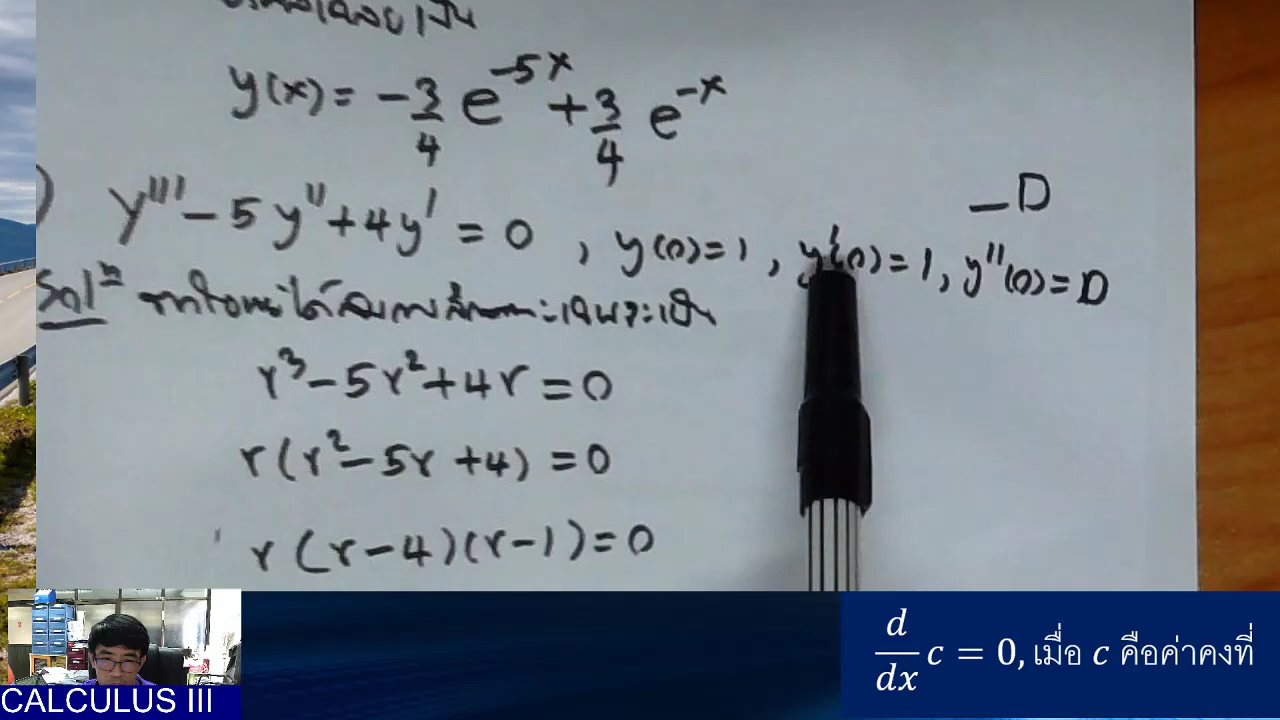 y(x) = -3/4 e^{-5x} + 3/4 e^{-x}
) y''' - 5y'' + 4y' = 0 , y(0)=1, y'(0)=1, y''(0)=0
Solⁿ
r³ - 5r² + 4r = 0
r(r² - 5r + 4) = 0
r(r-4)(r-1) = 0
CALCULUS III
d/dx c = 0, เมื่อ c คือค่าคงที่